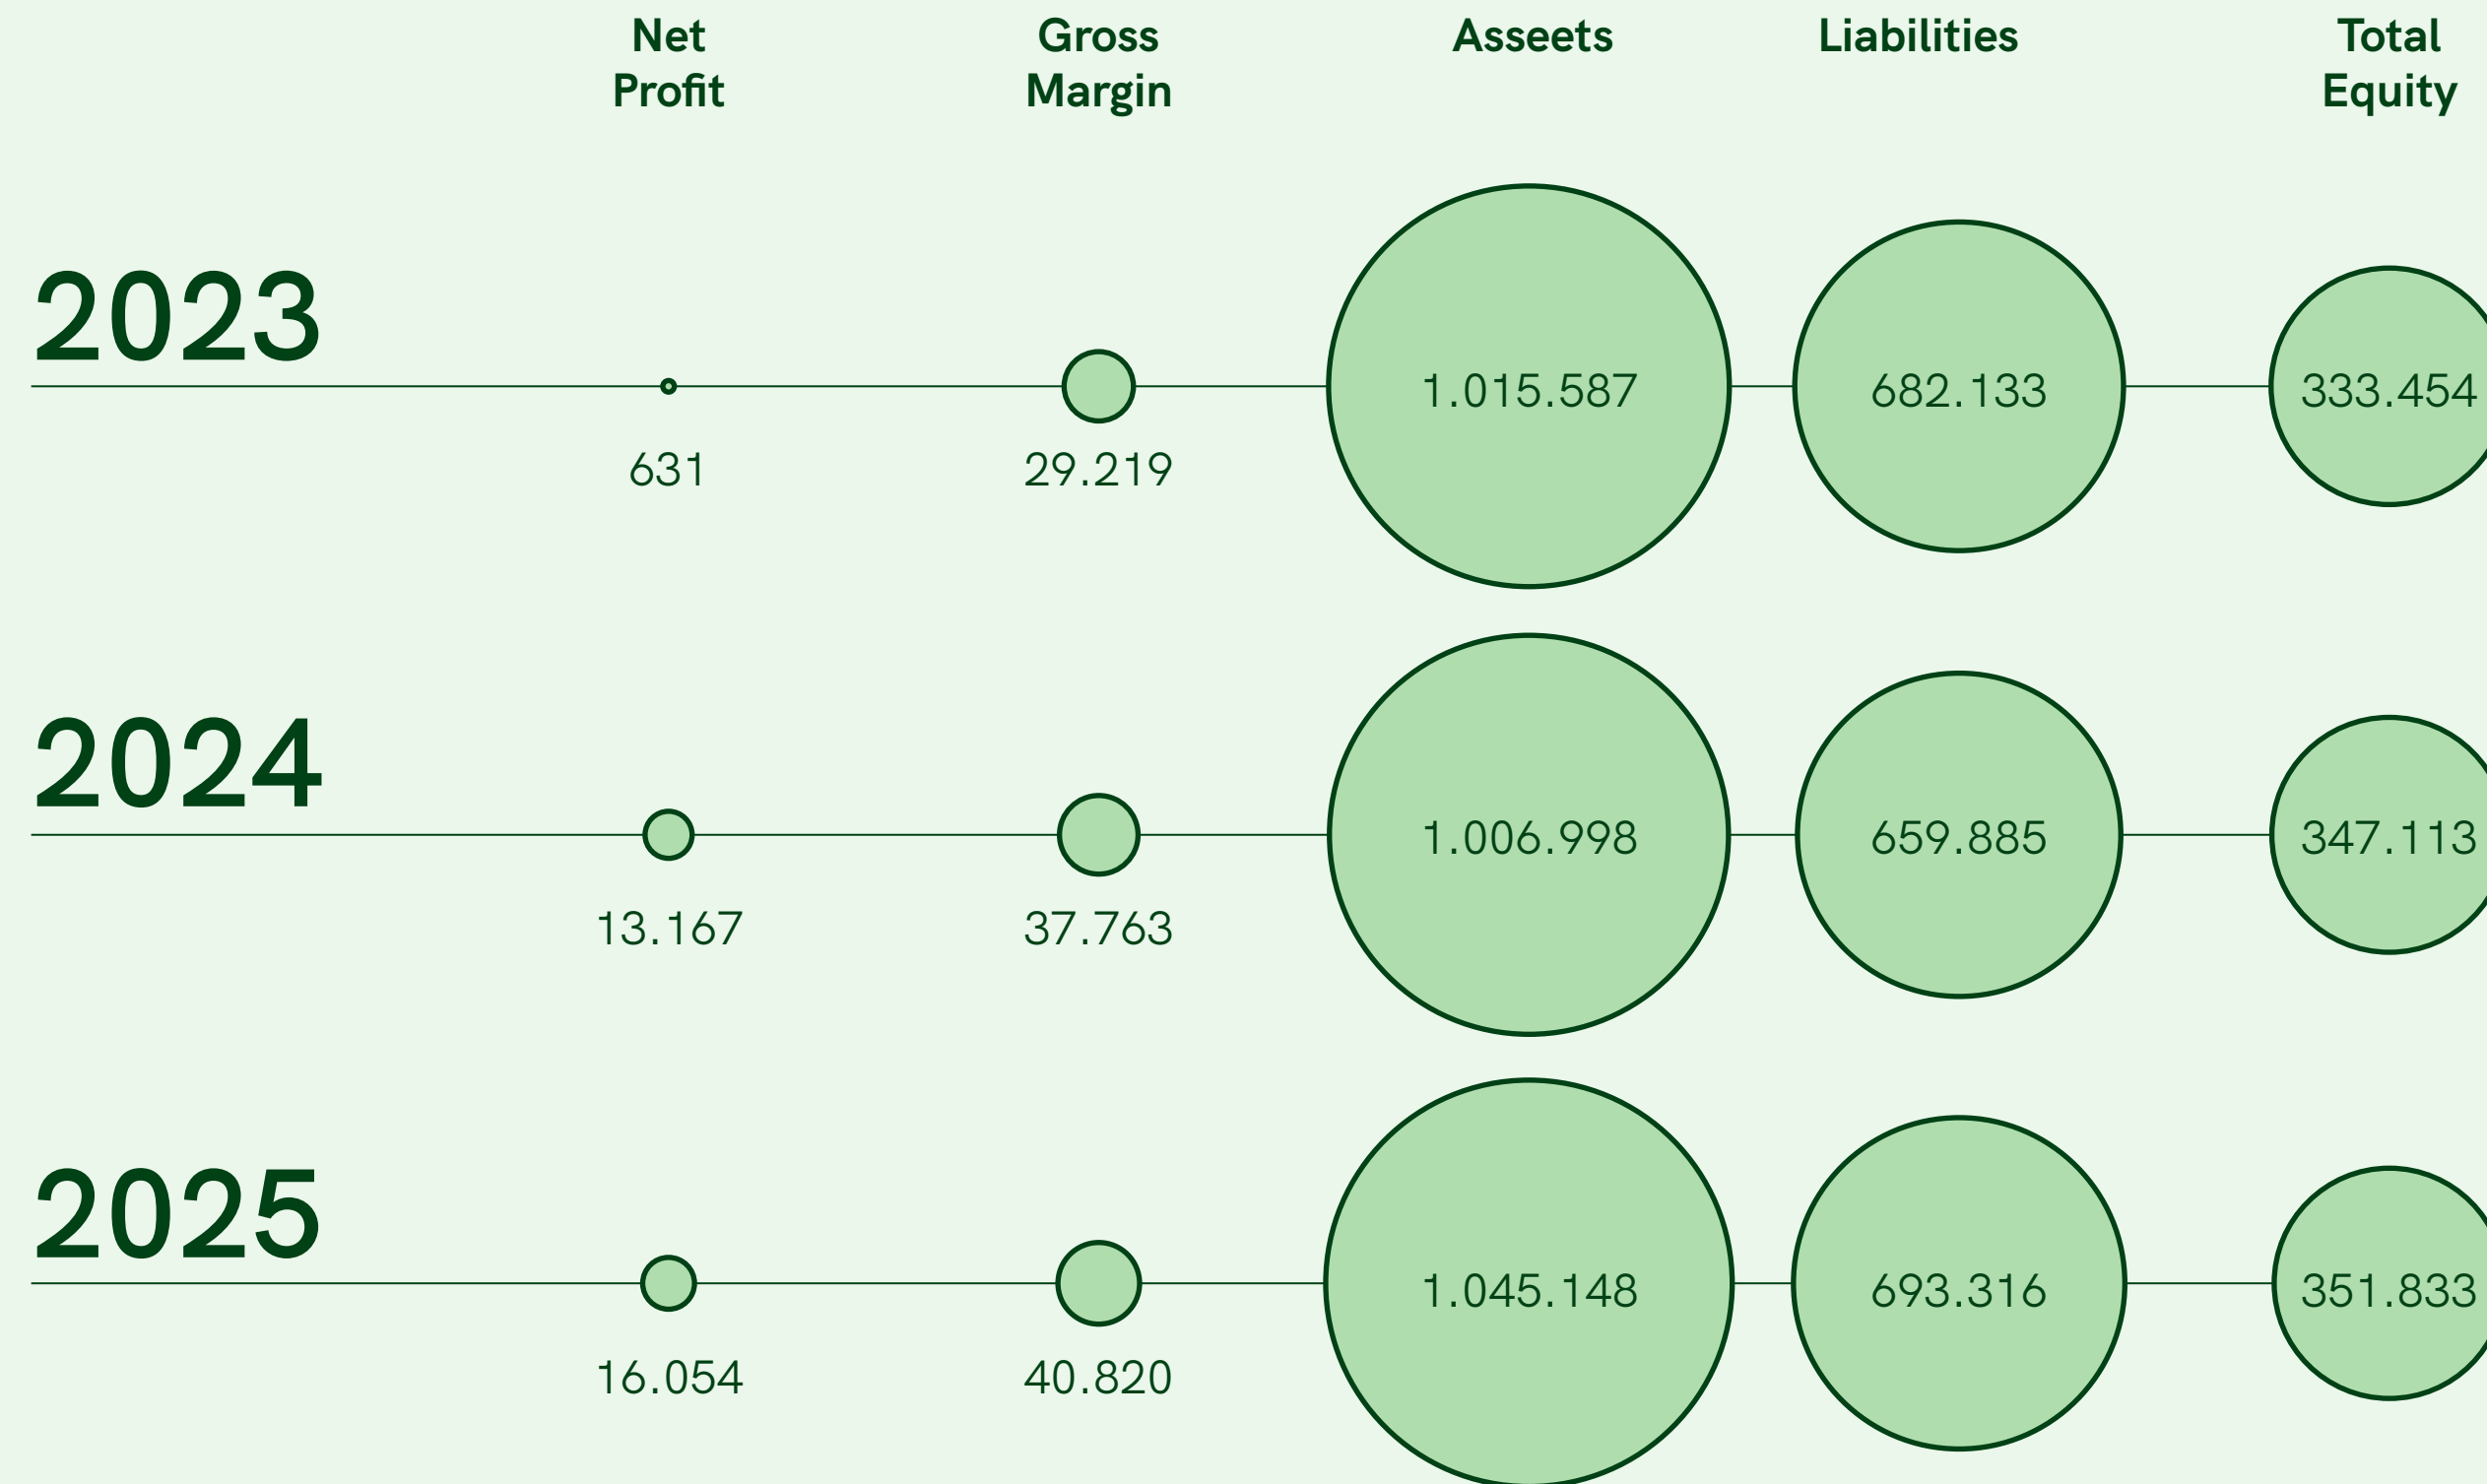 Net
Profit
Gross
Margin
Asseets
Liabilities
Total
Equity
2023
631
29.219
1.015.587
682.133
333.454
2024
13.167
37.763
1.006.998
659.885
347.113
2025
16.054
40.820
1.045.148
693.316
351.833